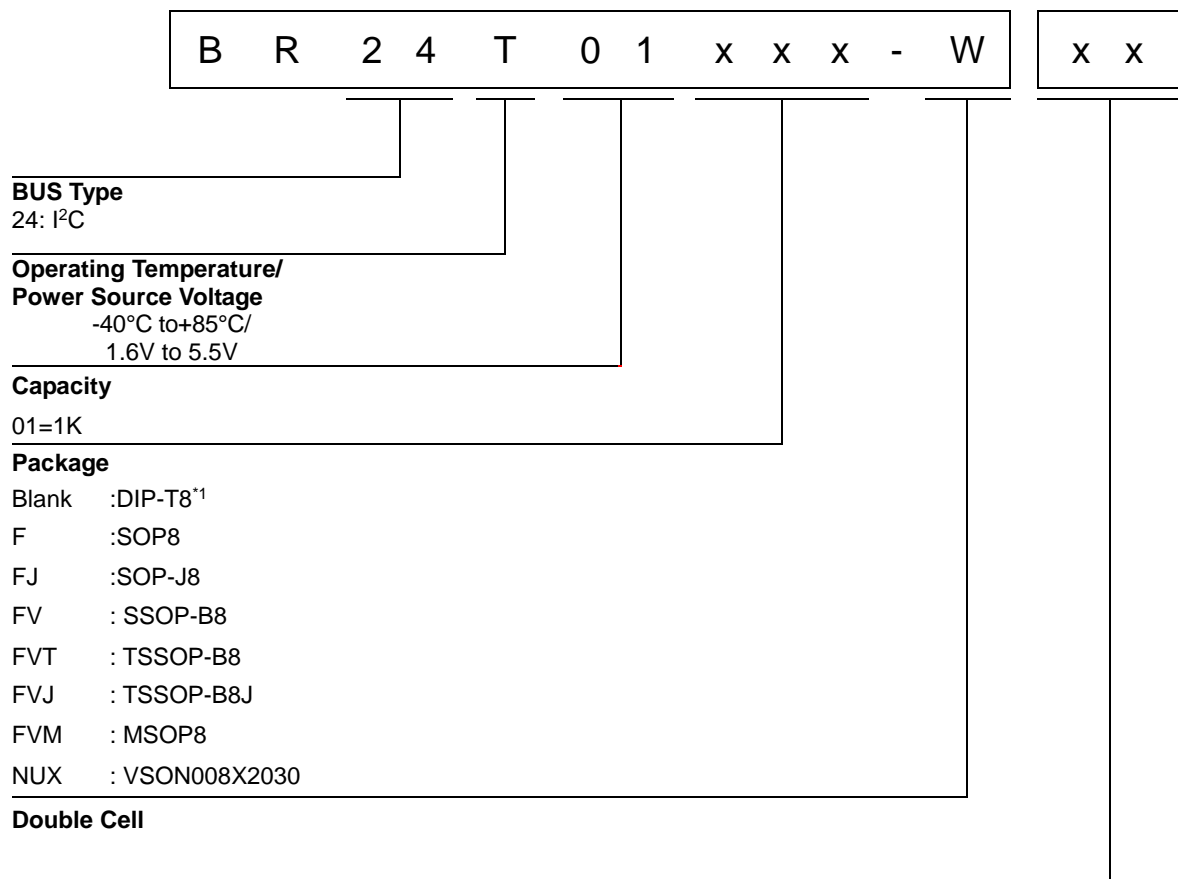 B R 2 4 T 0 1 x x x - W x x
BUS Type
24: I²C
Operating Temperature/
Power Source Voltage
-40°C to+85°C/
1.6V to 5.5V
Capacity
01=1K
Package
Blank :DIP-T8*1
F :SOP8
FJ :SOP-J8
FV : SSOP-B8
FVT : TSSOP-B8
FVJ : TSSOP-B8J
FVM : MSOP8
NUX : VSON008X2030
Double Cell